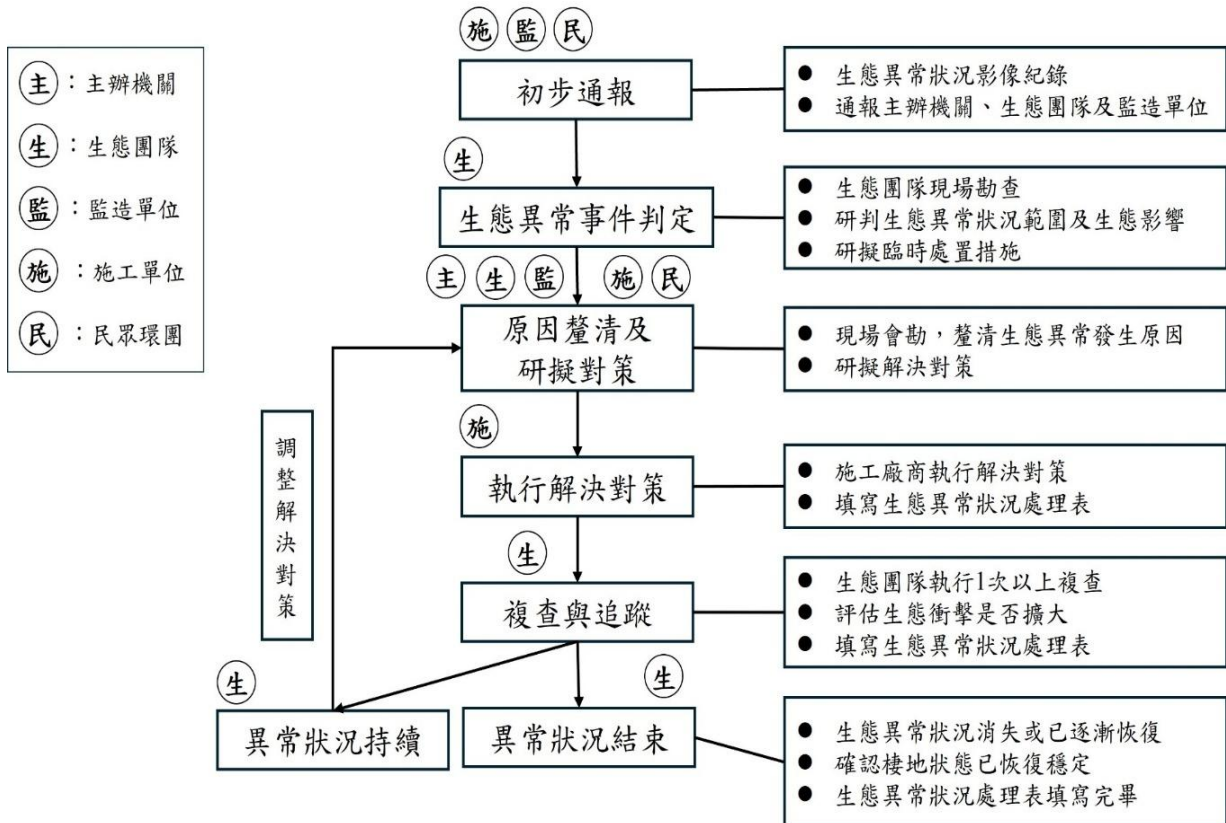 主：主辦機關
生：生態團隊
監：監造單位
施：施工單位
民：民眾環團
施 監 民
初步通報
● 生態異常狀況影像紀錄
● 通報主辦機關、生態團隊及監造單位
生
生態異常事件判定
● 生態團隊現場勘查
● 研判生態異常狀況範圍及生態影響
● 研擬臨時處置措施
主 生 監 施 民
原因釐清及
研擬對策
● 現場會勘，釐清生態異常發生原因
● 研擬解決對策
施
執行解決對策
● 施工廠商執行解決對策
● 填寫生態異常狀況處理表
生
複查與追蹤
● 生態團隊執行1次以上複查
● 評估生態衝擊是否擴大
● 填寫生態異常狀況處理表
調整解決對策
生
異常狀況持續
生
異常狀況結束
● 生態異常狀況消失或已逐漸恢復
● 確認棲地狀態已恢復穩定
● 生態異常狀況處理表填寫完畢